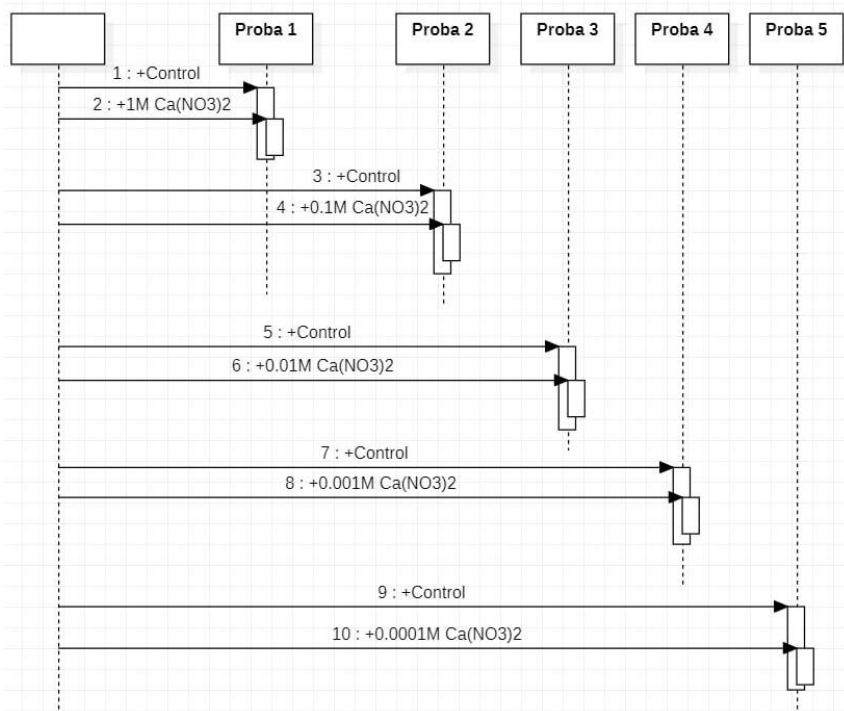 Proba 1
Proba 2
Proba 3
Proba 4
Proba 5
1 : +Control
2 : +1M Ca(NO3)2
3 : +Control
4 : +0.1M Ca(NO3)2
5 : +Control
6 : +0.01M Ca(NO3)2
7 : +Control
8 : +0.001M Ca(NO3)2
9 : +Control
10 : +0.0001M Ca(NO3)2